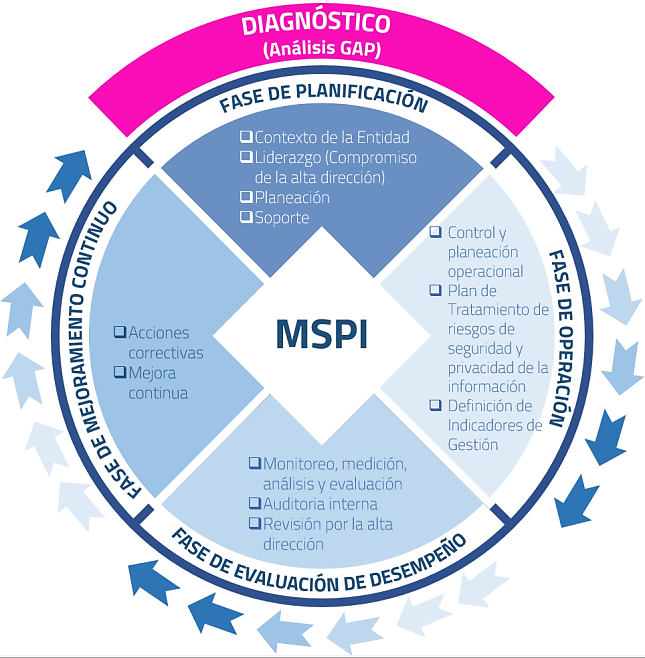 DIAGNÓSTICO
(Análisis GAP)
FASE DE PLANIFICACIÓN
❑Contexto de la Entidad
❑Liderazgo (Compromiso
de la alta dirección)
❑Planeación
❑Soporte
FASE DE OPERACIÓN
❑ Control y
planeación
operacional
❑ Plan de
Tratamiento de
riesgos de
seguridad y
privacidad de la
información
❑ Definición de
Indicadores de
Gestión
MSPI
FASE DE EVALUACIÓN DE DESEMPEÑO
❑Monitoreo, medición,
análisis y evaluación
❑Auditoria interna
❑Revisión por la alta
dirección
FASE DE MEJORAMIENTO CONTINUO
❑Acciones
correctivas
❑Mejora
continua